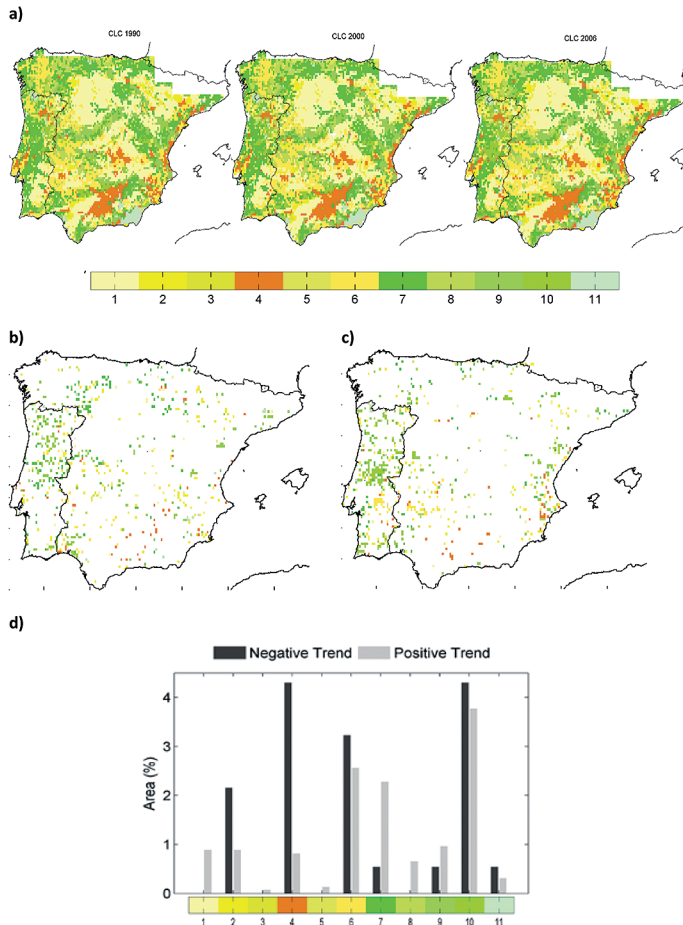 a)
CLC 1990 CLC 2000 CLC 2006
1 2 3 4 5 6 7 8 9 10 11
b) c)
d)
Negative Trend Positive Trend
4
3
2
1
0
Area (%)
1 2 3 4 5 6 7 8 9 10 11